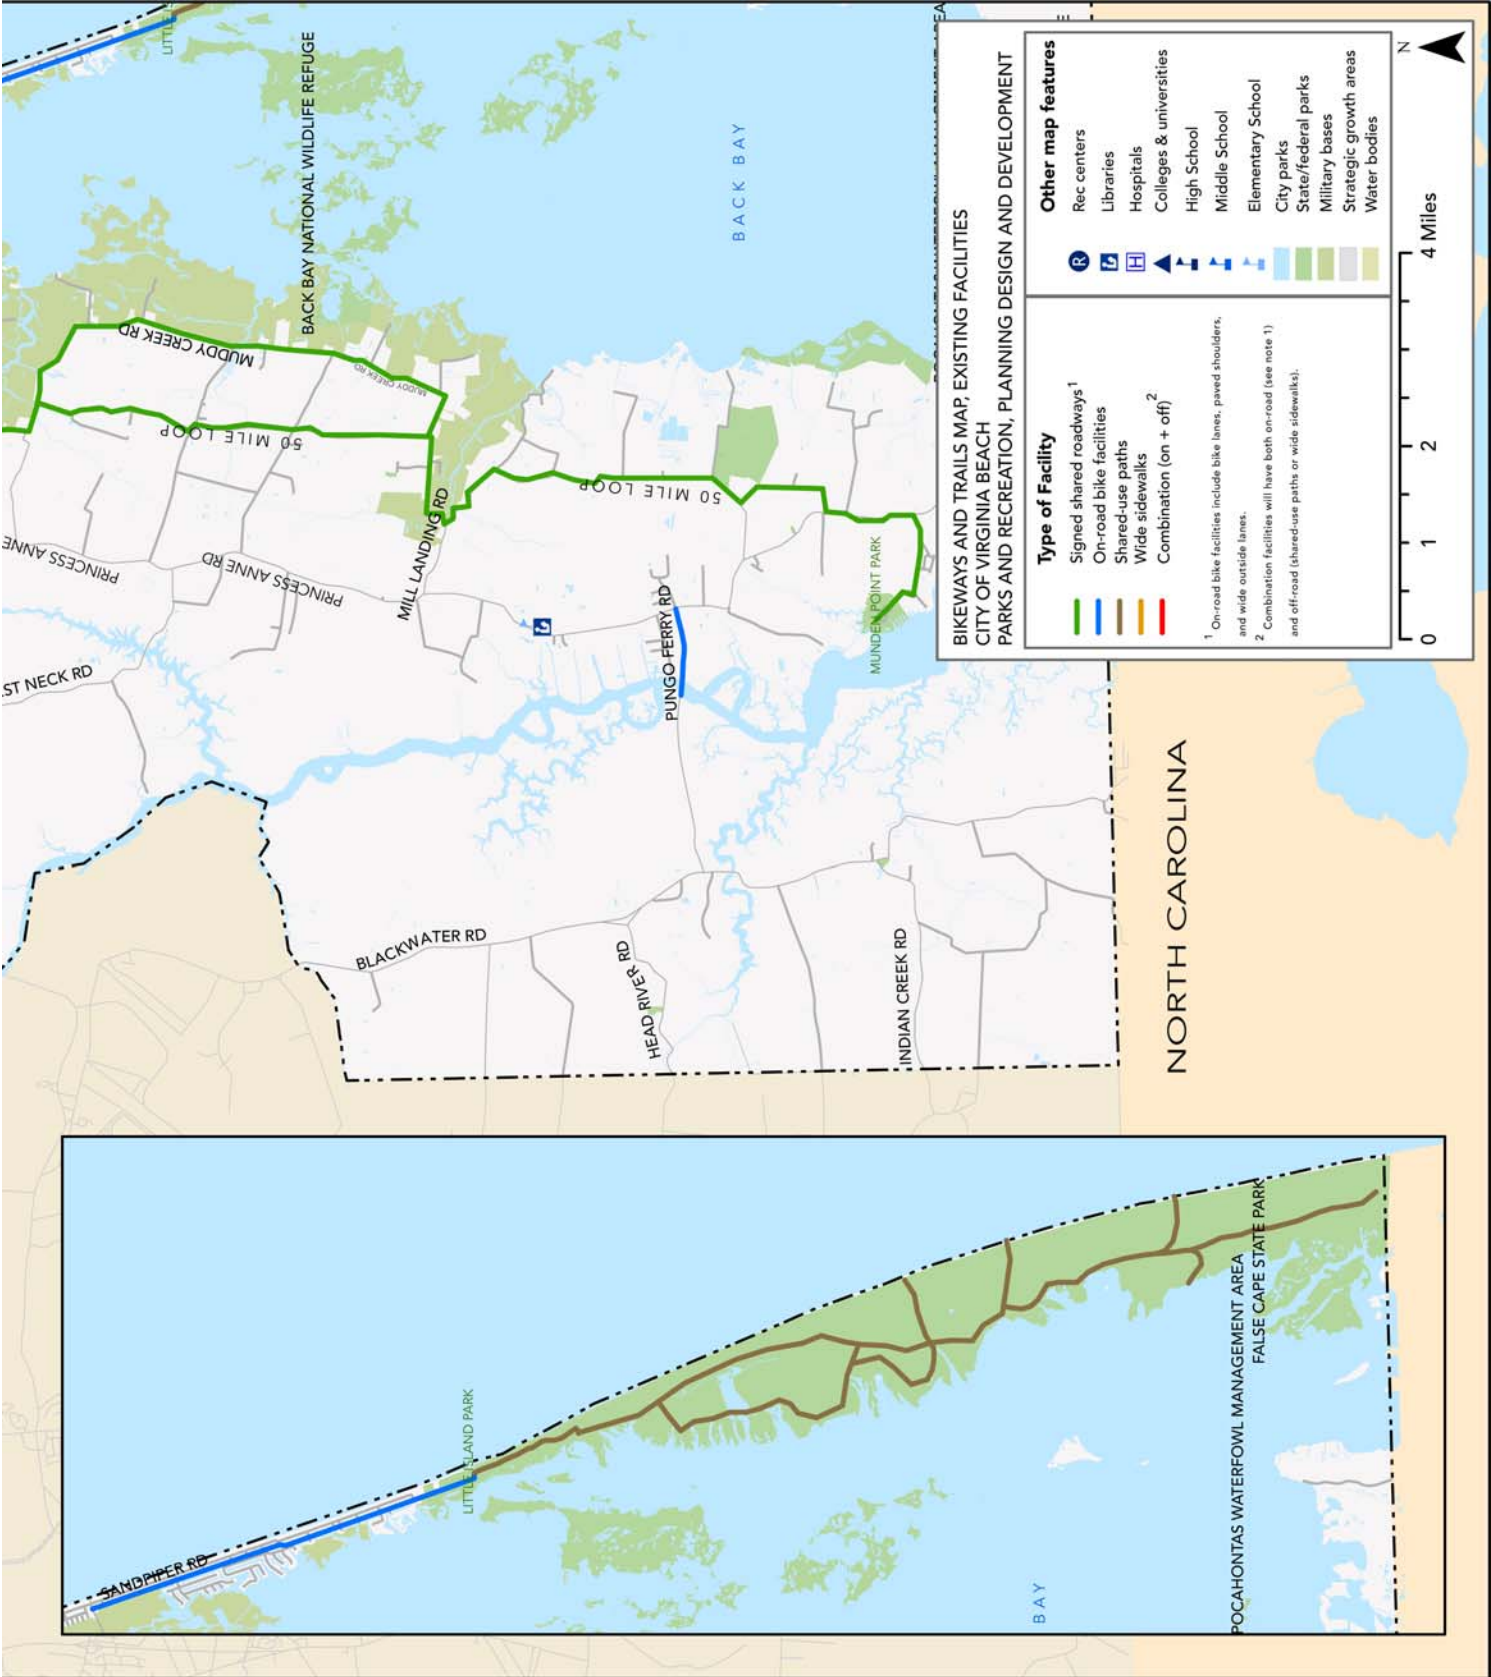 LITTLE IS
BACK BAY NATIONAL WILDLIFE REFUGE
BACK BAY
MUDDY CREEK RD
MUDDY CREEK RD
50 MILE LOOP
50 MILE LOOP
PRINCESS ANNE
PRINCESS ANNE RD
PRINCESS ANNE RD
MILL LANDING RD
ST NECK RD
PUNGO FERRY RD
MUNDEN POINT PARK
BLACKWATER RD
HEAD RIVER RD
INDIAN CREEK RD
NORTH CAROLINA
BIKEWAYS AND TRAILS MAP, EXISTING FACILITIES
CITY OF VIRGINIA BEACH
PARKS AND RECREATION, PLANNING DESIGN AND DEVELOPMENT
Type of Facility
Signed shared roadways1
On-road bike facilities
Shared-use paths
Wide sidewalks
Combination (on + off)2
1 On-road bike facilities include bike lanes, paved shoulders,
and wide outside lanes.
2 Combination facilities will have both on-road (see note 1)
and off-road (shared-use paths or wide sidewalks).
Other map features
R Rec centers
Libraries
H Hospitals
Colleges & universities
High School
Middle School
Elementary School
City parks
State/federal parks
Military bases
Strategic growth areas
Water bodies
0 1 2 4 Miles
N
SANDPIPER RD
LITTLE ISLAND PARK
BAY
POCAHONTAS WATERFOWL MANAGEMENT AREA
FALSE CAPE STATE PARK